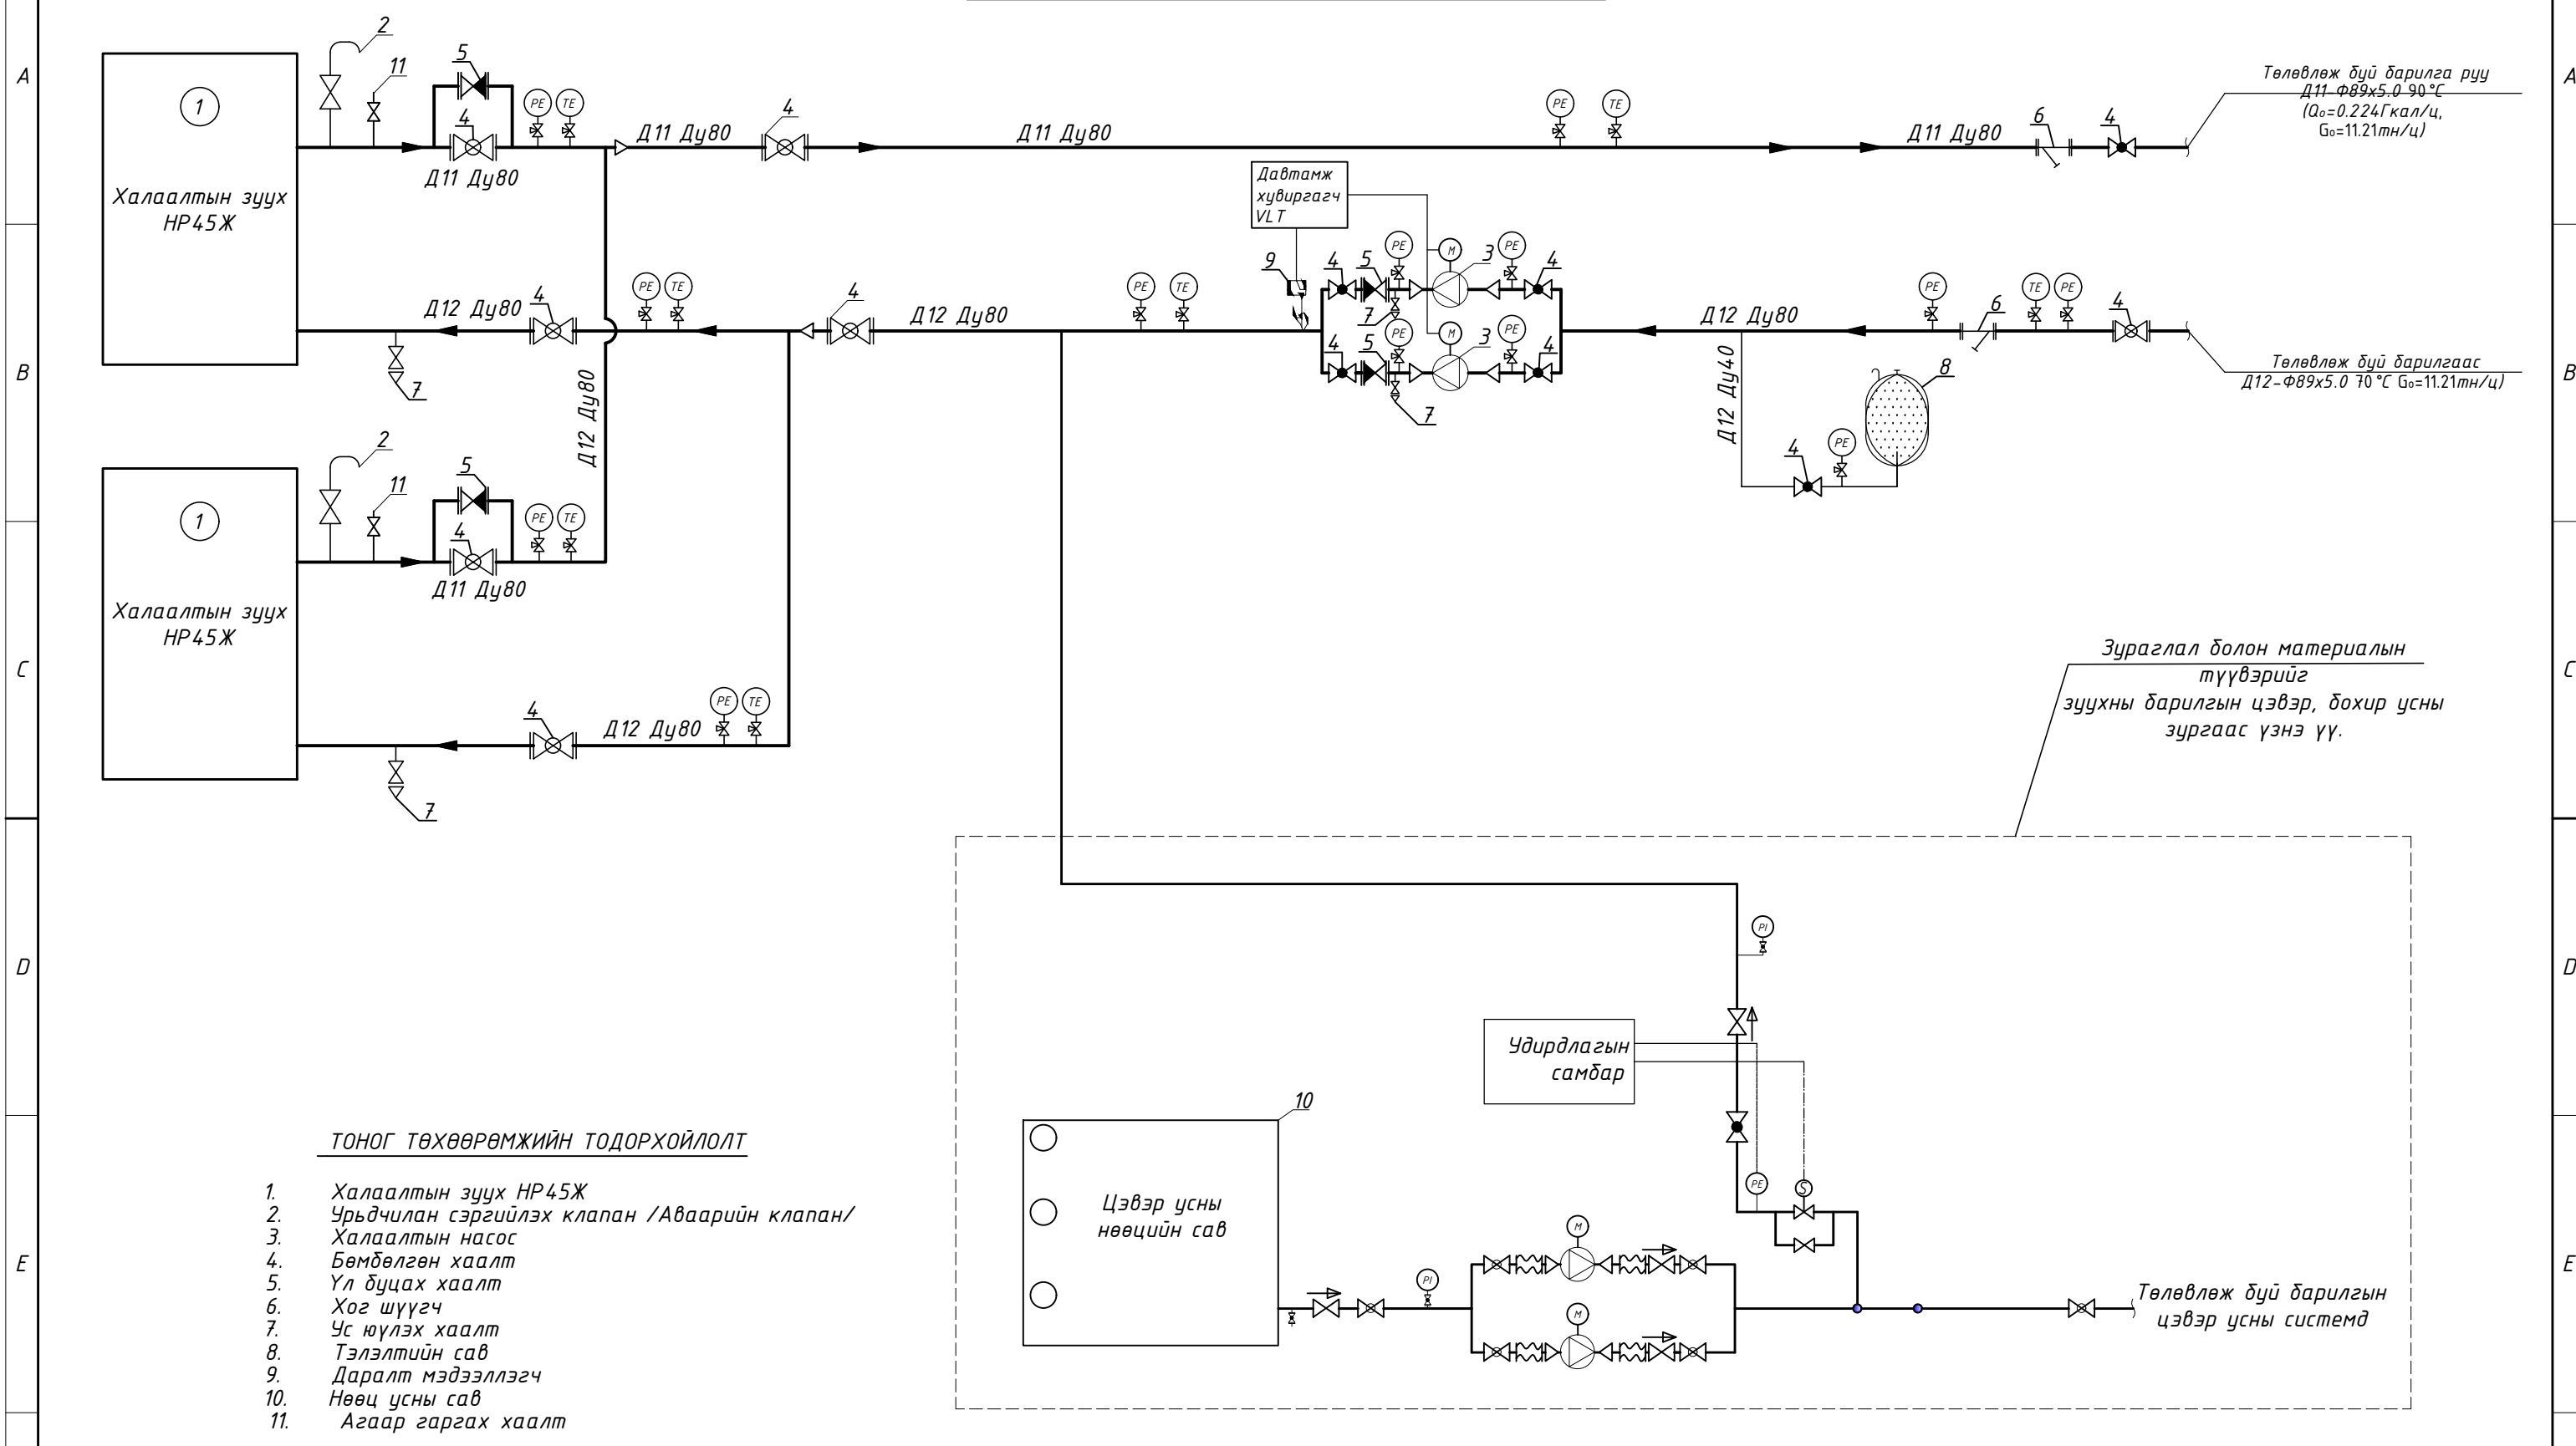 A
A
2
11
5
4
1
Халаалтын зуух
НР45Ж
PE
TE
Д11 Ду80
Д11 Ду80
4
Д11 Ду80
PE
TE
Д11 Ду80
6
4
Төлөвлөж буй барилга руу
Д11-Ф89х5.0 90°C
(Qo=0.224Гкал/ц,
Go=11.21тн/ц)
Давтамж
хувиргагч
VLT
B
B
Д12 Ду80
4
PE
TE
4
Д12 Ду80
PE
TE
9
4
5
PE
M
3
PE
4
7
4
5
PE
M
3
PE
4
7
Д12 Ду80
PE
6
TE
PE
4
Төлөвлөж буй барилгаас
Д12-Ф89х5.0 70°C Go=11.21тн/ц)
7
Д12 Ду80
Д12 Ду40
4
PE
8
2
11
5
4
1
PE
TE
Д11 Ду80
Халаалтын зуух
НР45Ж
C
C
4
Д12 Ду80
PE
TE
7
Зураглал болон материалын
түүвэрийг
зуухны барилгын цэвэр, бохир усны
зургаас үзнэ үү.
D
D
PI
Удирдлагын
самбар
PE
S
10
Цэвэр усны
нөөцийн сав
PI
M
M
Төлөвлөж буй барилгын
цэвэр усны системд
E
E
ТОНОГ ТӨХӨӨРӨМЖИЙН ТОДОРХОЙЛОЛТ
1. Халаалтын зуух НР45Ж
2. Урьдчилан сэргийлэх клапан /Аваарийн клапан/
3. Халаалтын насос
4. Бөмбөлгөн хаалт
5. Үл буцах хаалт
6. Хог шүүгч
7. Ус юүлэх хаалт
8. Тэлэлтийн сав
9. Даралт мэдээллэгч
10. Нөөц усны сав
11. Агаар гаргах хаалт